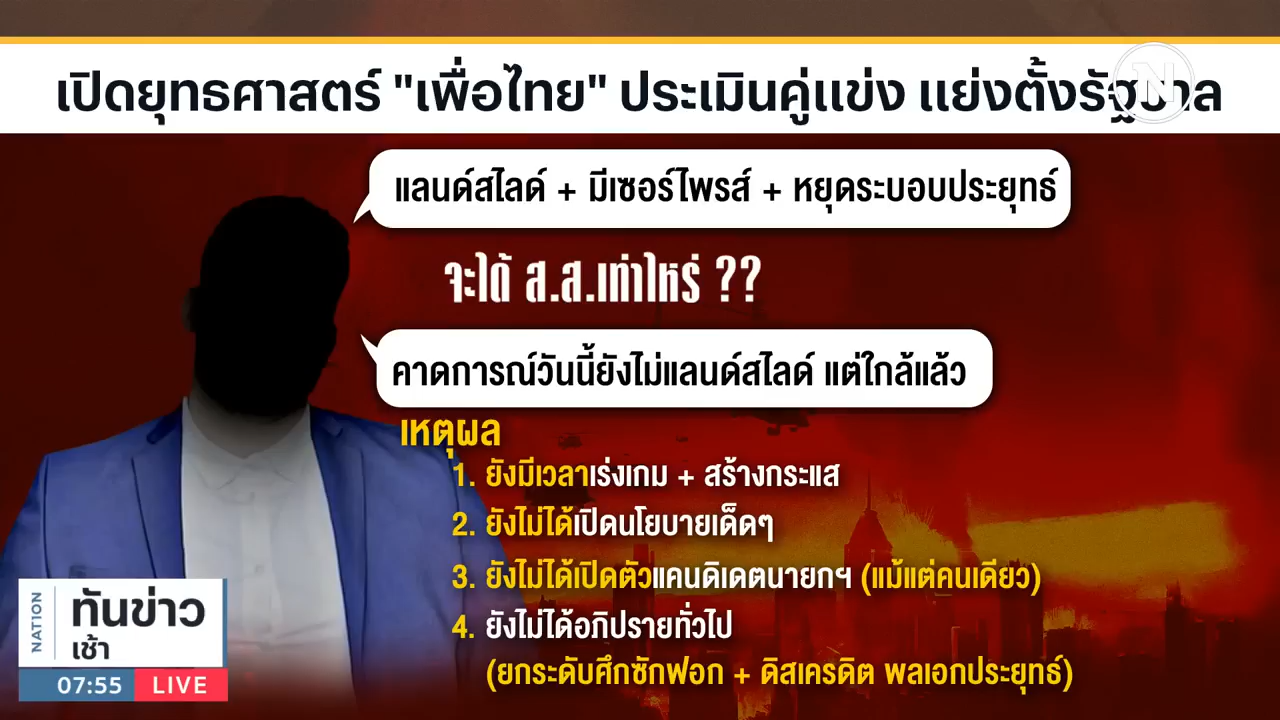 เปิดยุทธศาสตร์ "เพื่อไทย" ประเมินคู่แข่ง แย่งตั้งรัฐบาล
N
แลนด์สไลด์ + มีเซอร์ไพรส์ + หยุดระบอบประยุทธ์
จะได้ ส.ส.เท่าไหร่ ??
คาดการณ์วันนี้ยังไม่แลนด์สไลด์ แต่ใกล้แล้ว
เหตุผล
1. ยังมีเวลาเร่งเกม + สร้างกระแส
2. ยังไม่ได้เปิดนโยบายเด็ดๆ
3. ยังไม่ได้เปิดตัวแคนดิเดตนายกฯ (แม้แต่คนเดียว)
4. ยังไม่ได้อภิปรายทั่วไป
(ยกระดับศึกซักฟอก + ดิสเครดิต พลเอกประยุทธ์)
NATION
ทันข่าว
เช้า
07:55 LIVE